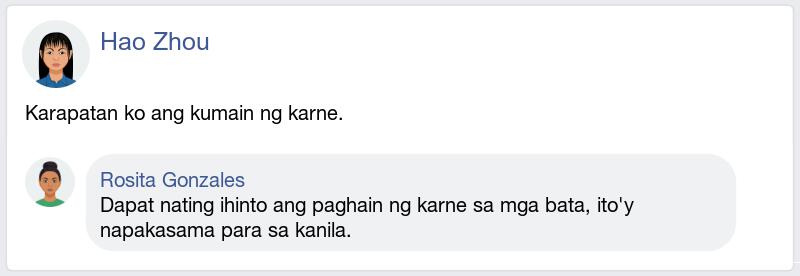 Hao Zhou
Karapatan ko ang kumain ng karne.
Rosita Gonzales
Dapat nating ihinto ang paghain ng karne sa mga bata, ito'y
napakasama para sa kanila.